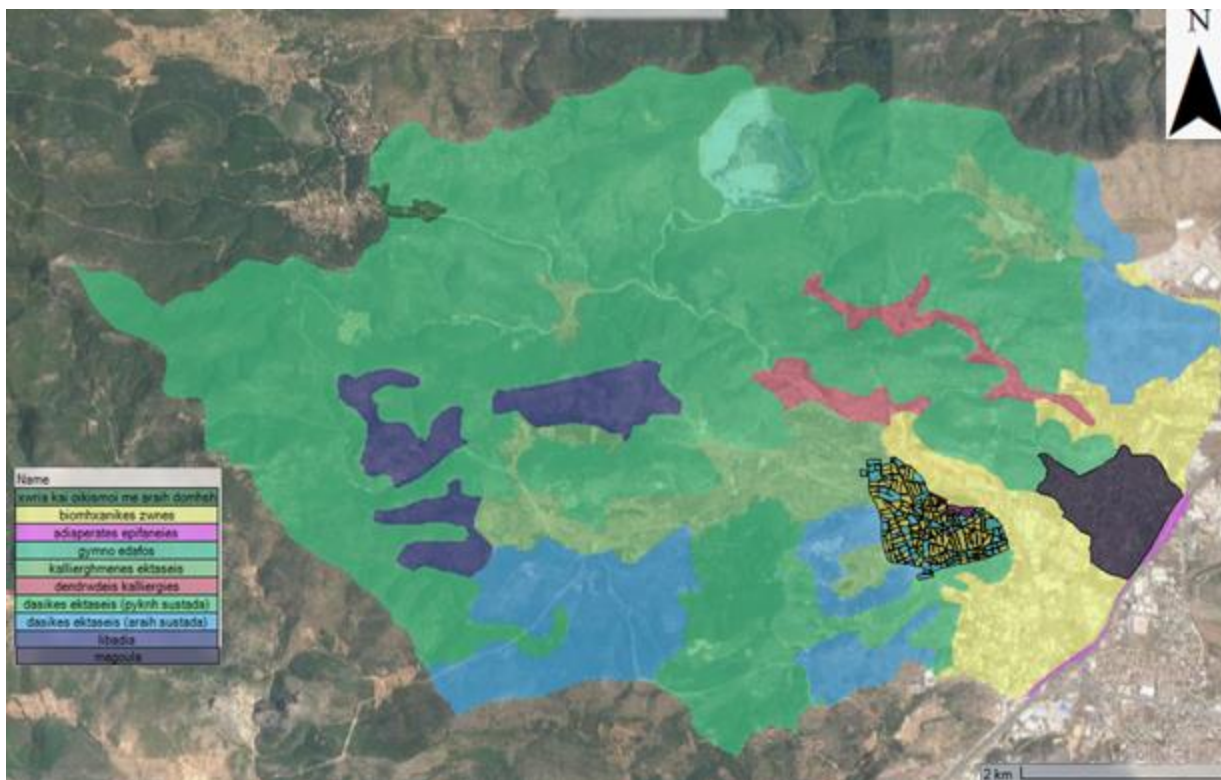 N
Name
xwria kai oikismoi me araih domhsh
biomhxanikes zwnes
adiaperates epifaneies
gymno edafos
kallierghmenes ektaseis
dendrwdeis kalliergies
dasikes ektaseis (pyknh sustada)
dasikes ektaseis (araih sustada)
libadia
magoula
2 km